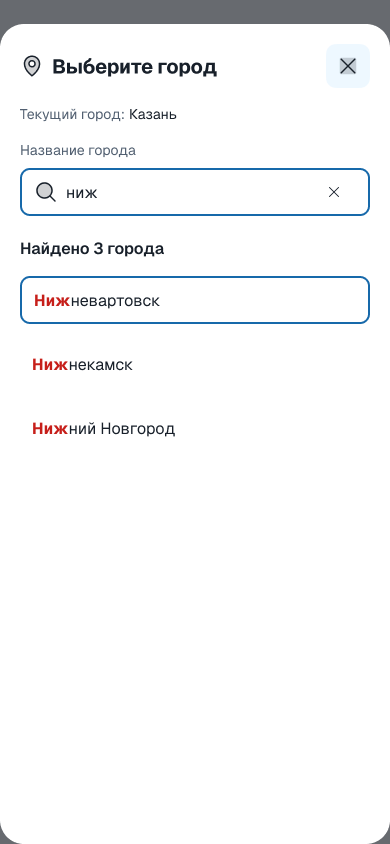 Выберите город
Текущий город: Казань
Название города
ниж
Найдено 3 города
Нижневартовск
Нижнекамск
Нижний Новгород